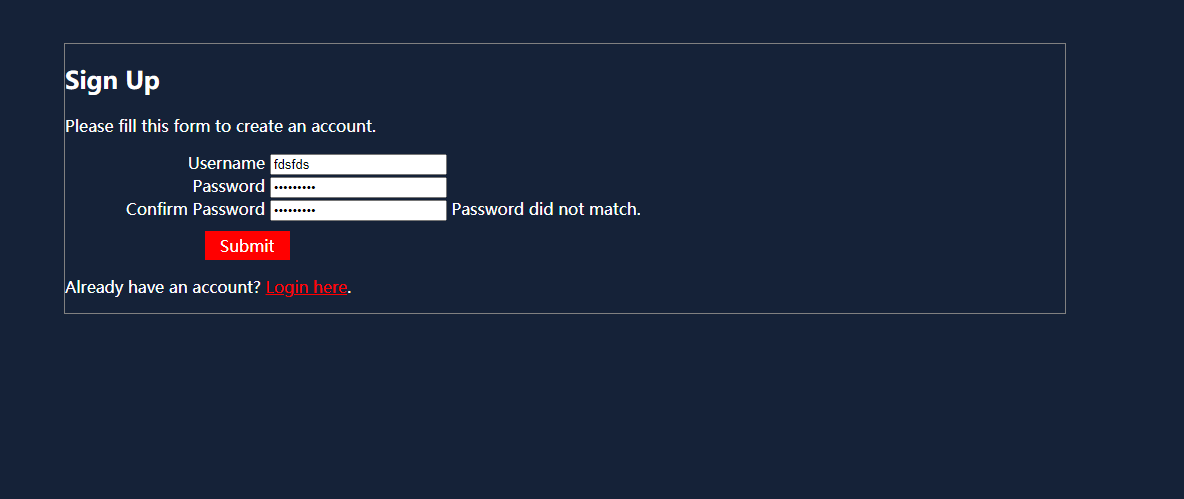 Sign Up
Please fill this form to create an account.
Username fdsfds
Password •••••••••
Confirm Password ••••••••• Password did not match.
Submit
Already have an account? Login here.